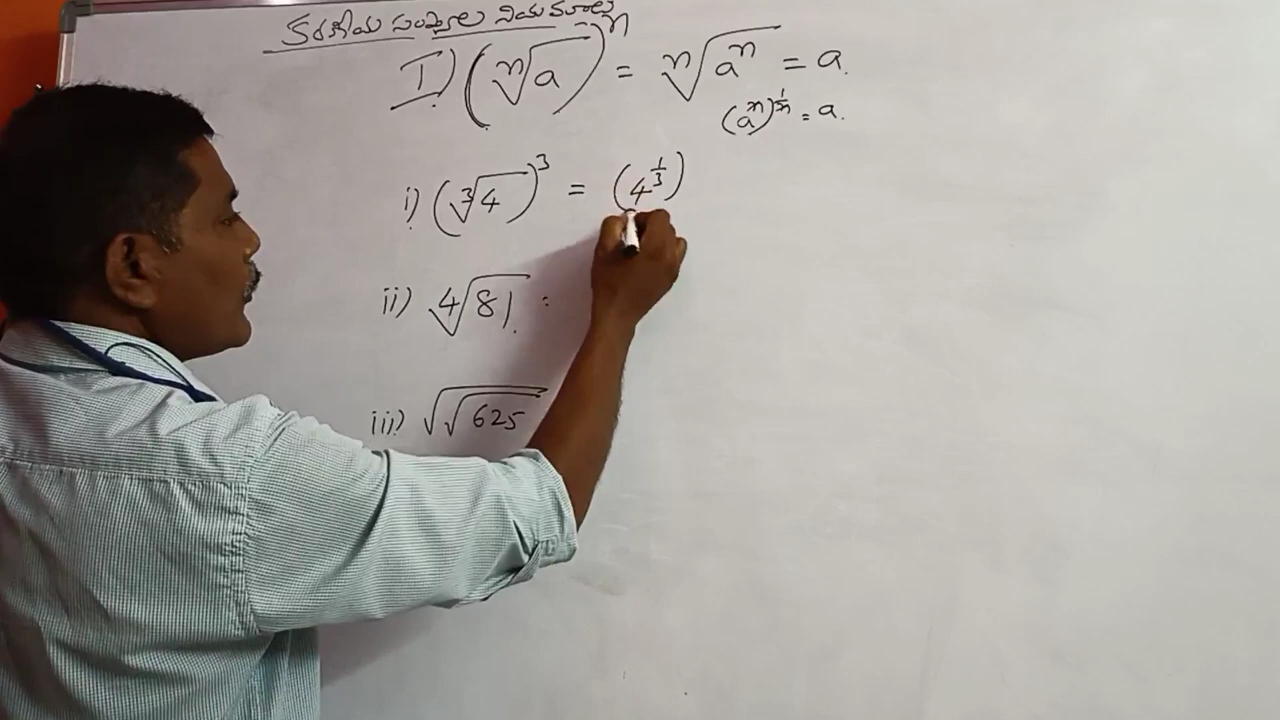 కరణీయ సంఖ్యల నియమాలు
I) (ⁿ√a)ⁿ = ⁿ√aⁿ = a.
(aⁿ)^(1/n) = a.
i) (³√4)³ = (4^(1/3))
ii) ⁴√81 :
iii) √√625